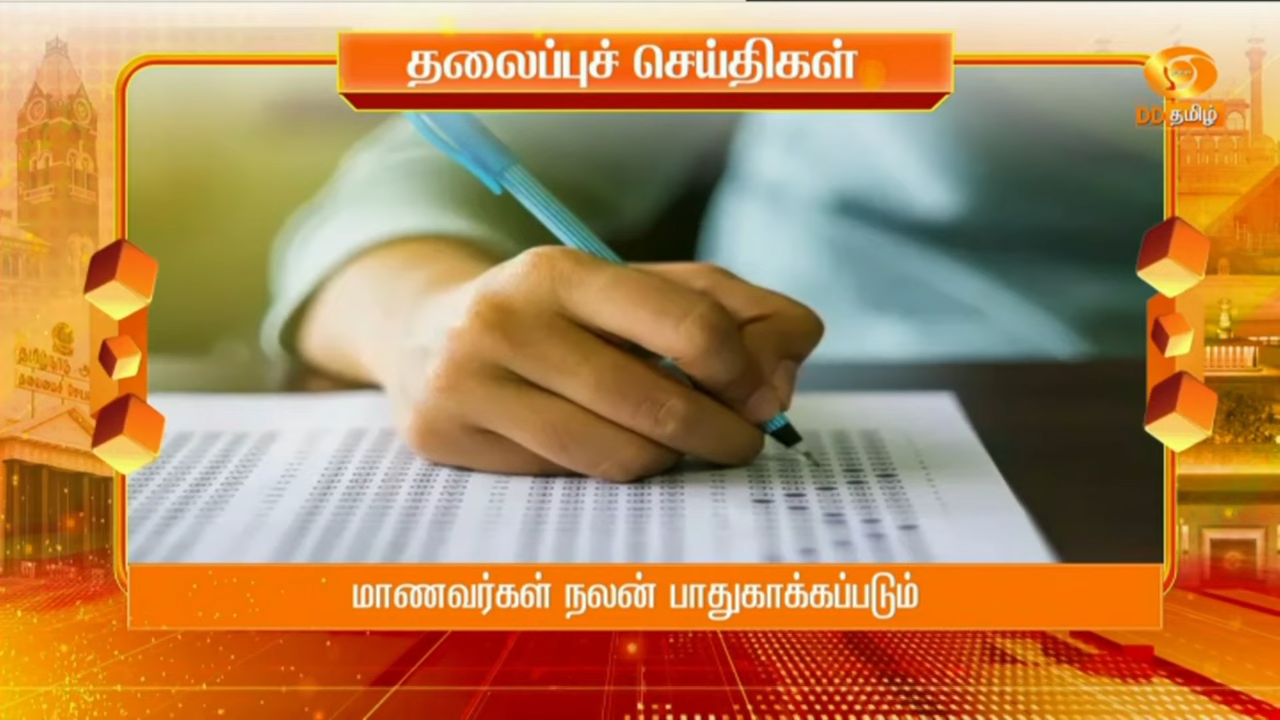 தலைப்புச் செய்திகள்
DD தமிழ்
மாணவர்கள் நலன் பாதுகாக்கப்படும்